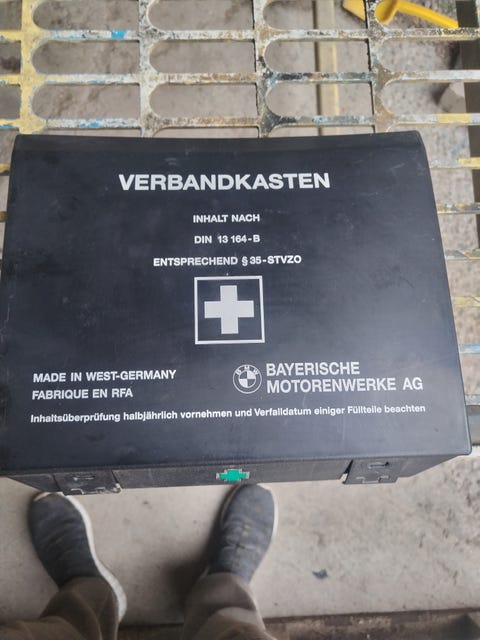 VERBANDKASTEN
INHALT NACH
DIN 13 164-B
ENTSPRECHEND § 35-STVZO
MADE IN WEST-GERMANY
FABRIQUE EN RFA
BMW
BAYERISCHE
MOTORENWERKE AG
Inhaltsüberprüfung halbjährlich vornehmen und Verfalldatum einiger Füllteile beachten